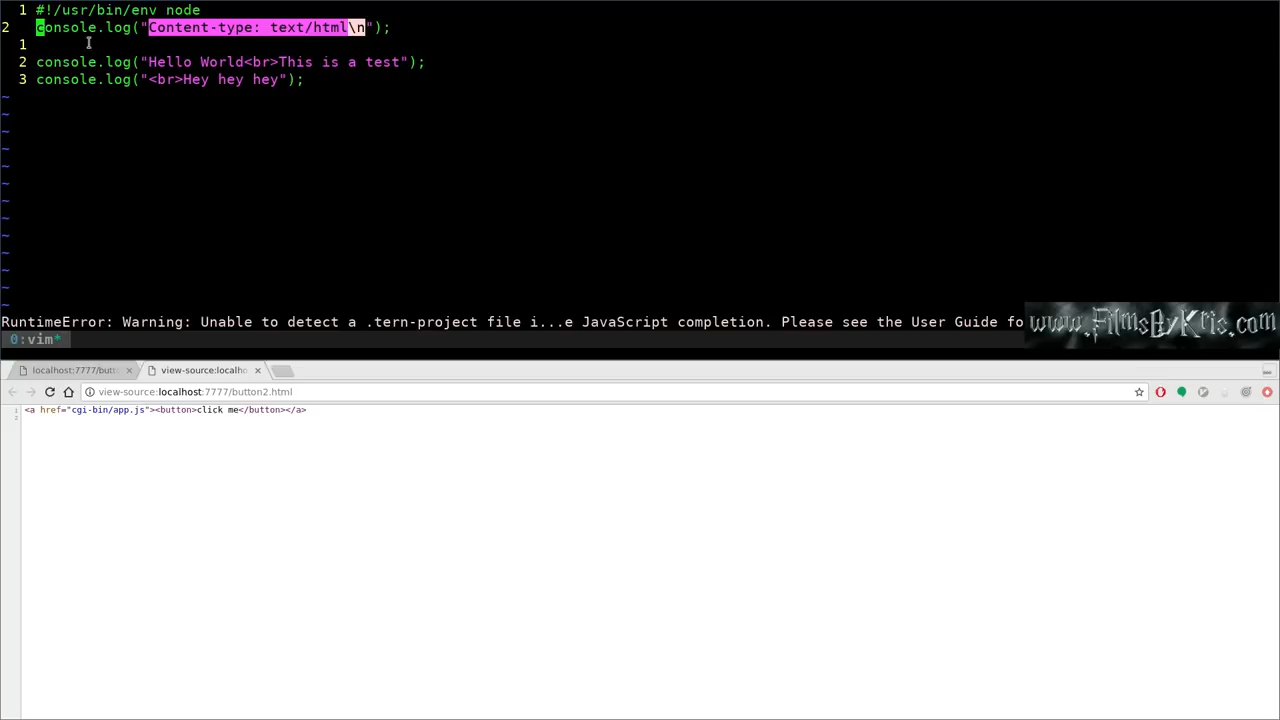 1 #!/usr/bin/env node
2 console.log("Content-type: text/html\n");
1
2 console.log("Hello World<br>This is a test");
3 console.log("<br>Hey hey hey");
~
~
~
~
~
~
~
~
~
~
~
~
~
RuntimeError: Warning: Unable to detect a .tern-project file i...e JavaScript completion. Please see the User Guide fo
www.FilmsByKris.com
0:vim*
localhost:7777/butt view-source:localho
view-source:localhost:7777/button2.html
1 <a href="cgi-bin/app.js"><button>click me</button></a>
2